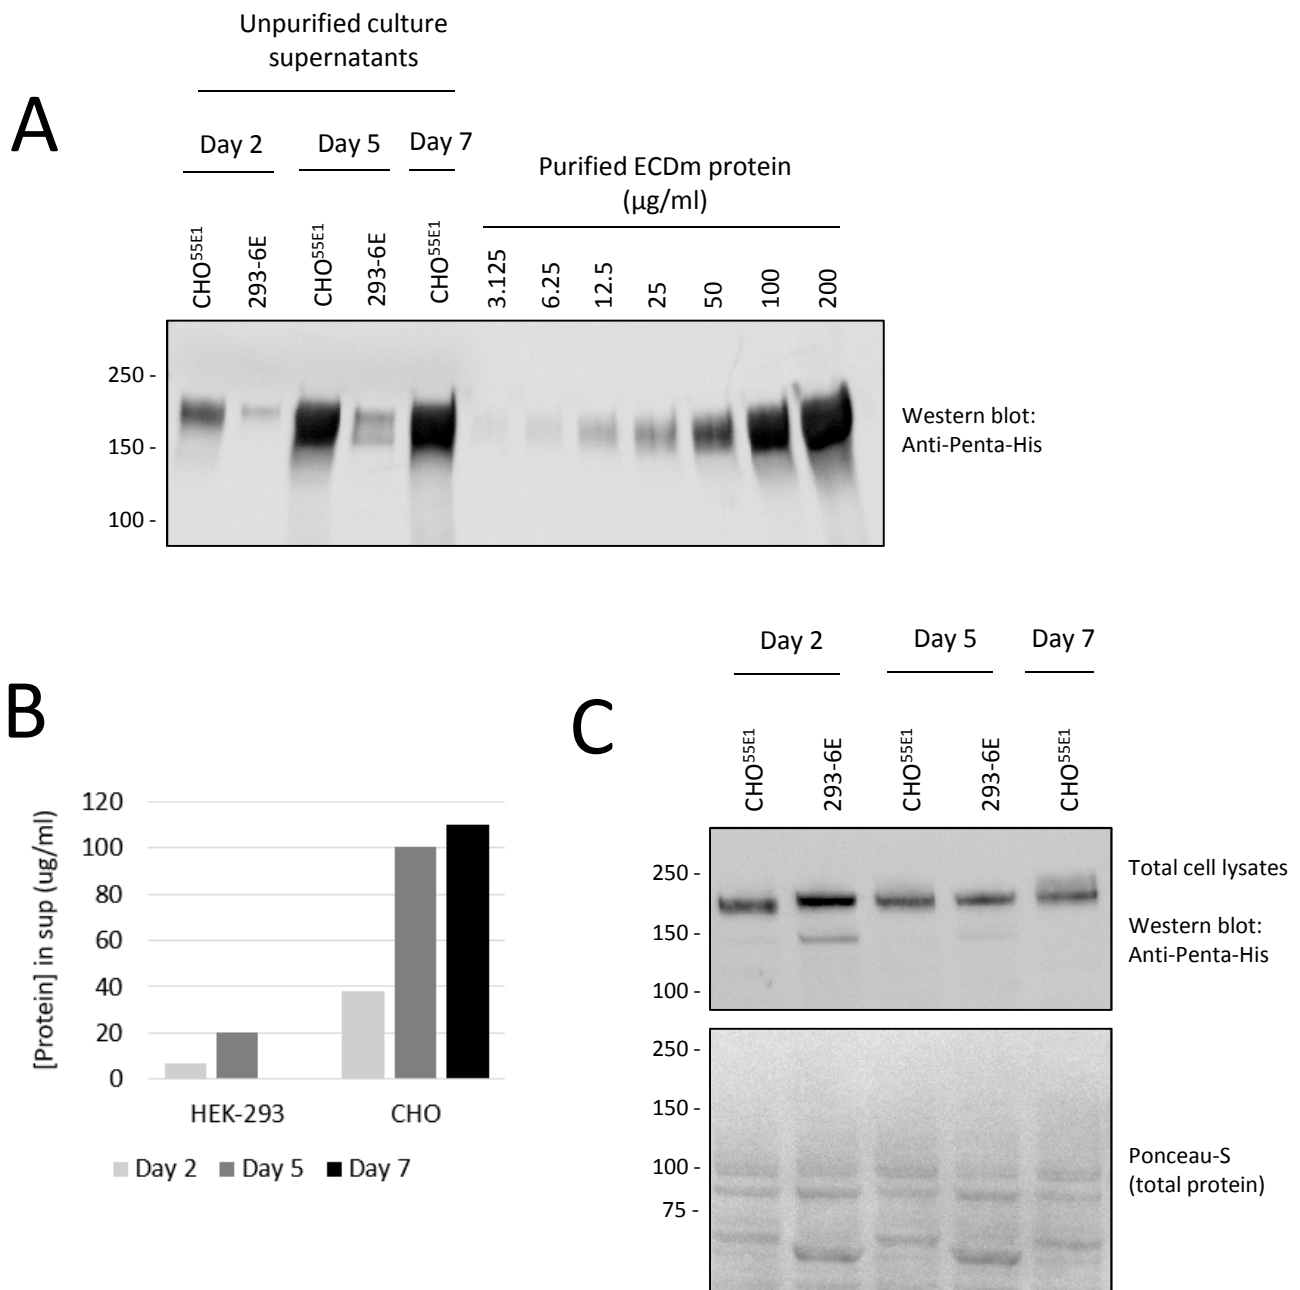 Unpurified culture
supernatants
A
Day 2
Day 5
Day 7
Purified ECDm protein
(µg/ml)
CHO55E1
293-6E
CHO55E1
293-6E
CHO55E1
3.125
6.25
12.5
25
50
100
200
250 -
150 -
100 -
Western blot:
Anti-Penta-His
B
[Protein] in sup (ug/ml)
120
100
80
60
40
20
0
HEK-293
CHO
Day 2
Day 5
Day 7
C
Day 2
Day 5
Day 7
CHO55E1
293-6E
CHO55E1
293-6E
CHO55E1
250 -
150 -
100 -
Total cell lysates
Western blot:
Anti-Penta-His
250 -
150 -
100 -
75 -
Ponceau-S
(total protein)